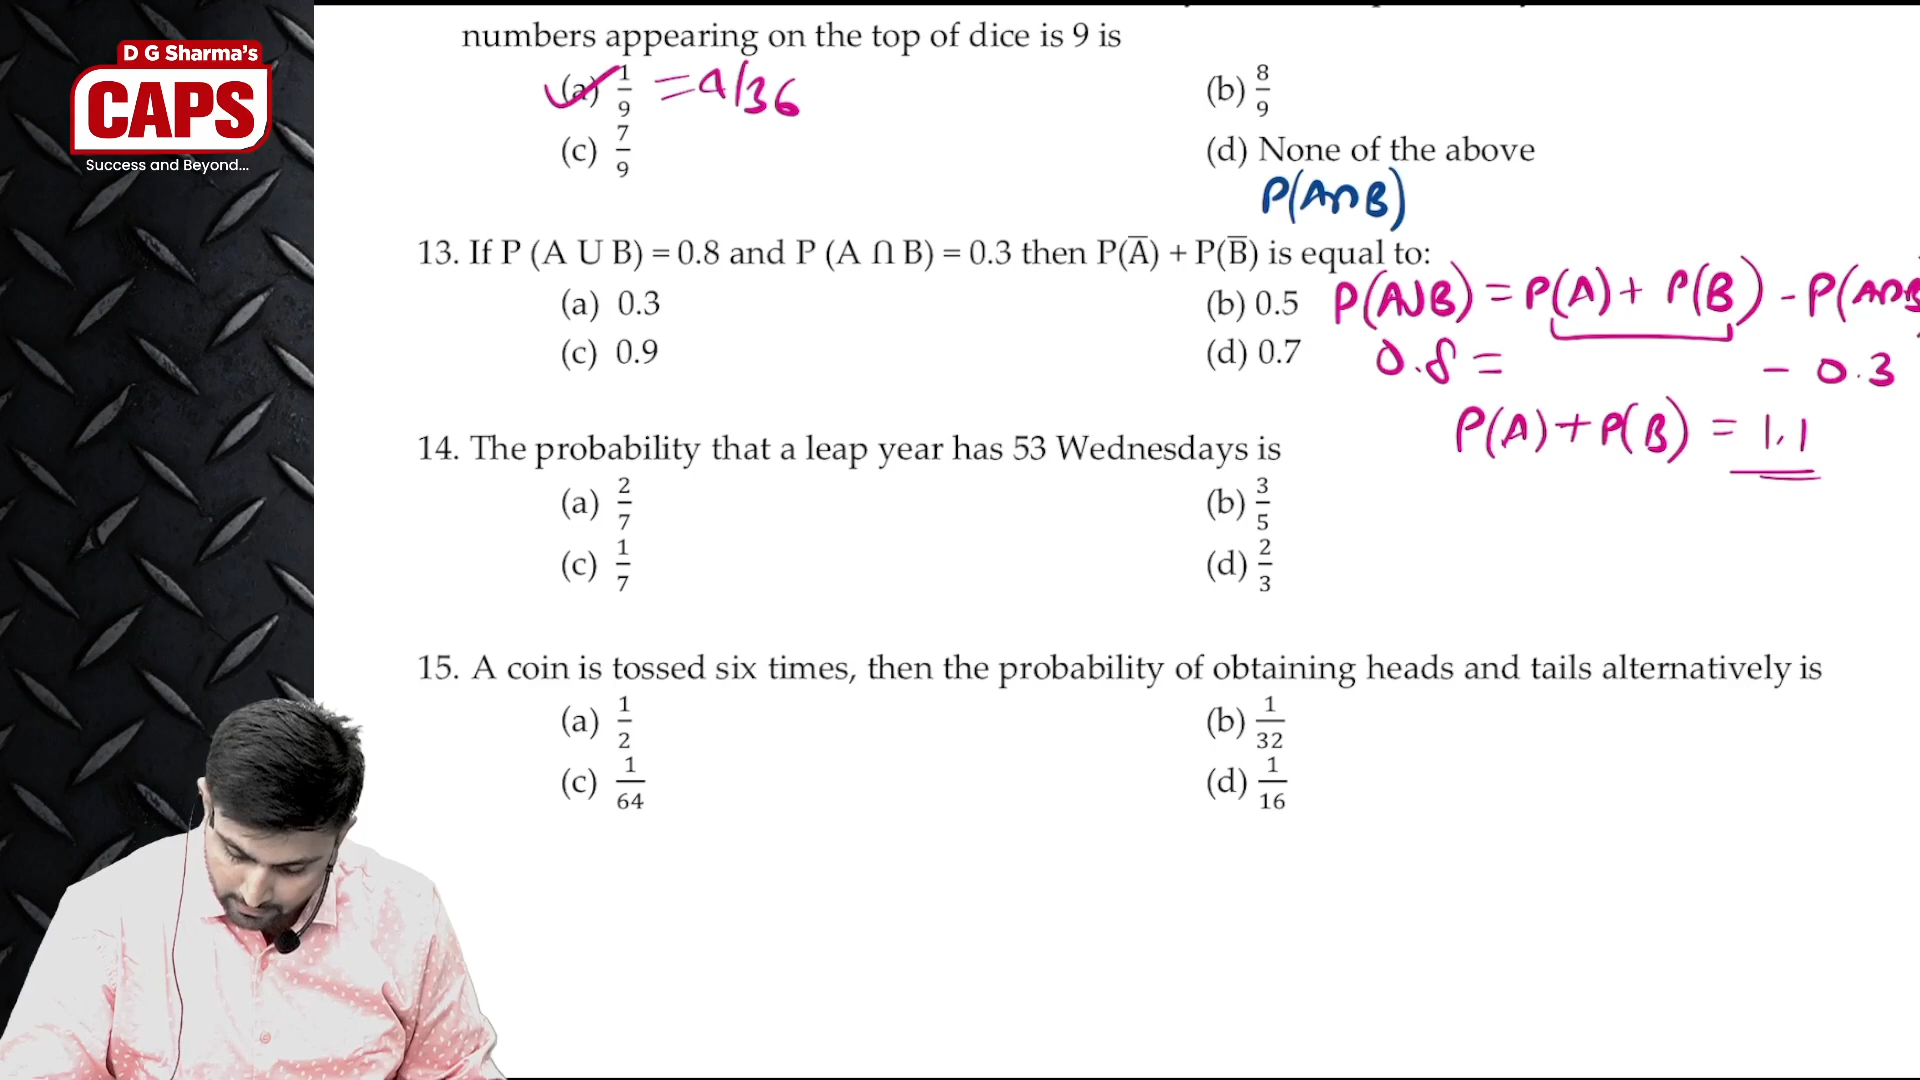 D G Sharma's
CAPS
Success and Beyond...
numbers appearing on the top of dice is 9 is
(a) 1/9 = 4/36
(b) 8/9
(c) 7/9
(d) None of the above
P(A∩B)
13. If P (A U B) = 0.8 and P (A ∩ B) = 0.3 then P(A̅) + P(B̅) is equal to:
(a) 0.3
(b) 0.5
P(AUB) = P(A) + P(B) - P(A∩B
(c) 0.9
(d) 0.7
0.8 = - 0.3
P(A) + P(B) = 1.1
14. The probability that a leap year has 53 Wednesdays is
(a) 2/7
(b) 3/5
(c) 1/7
(d) 2/3
15. A coin is tossed six times, then the probability of obtaining heads and tails alternatively is
(a) 1/2
(b) 1/32
(c) 1/64
(d) 1/16